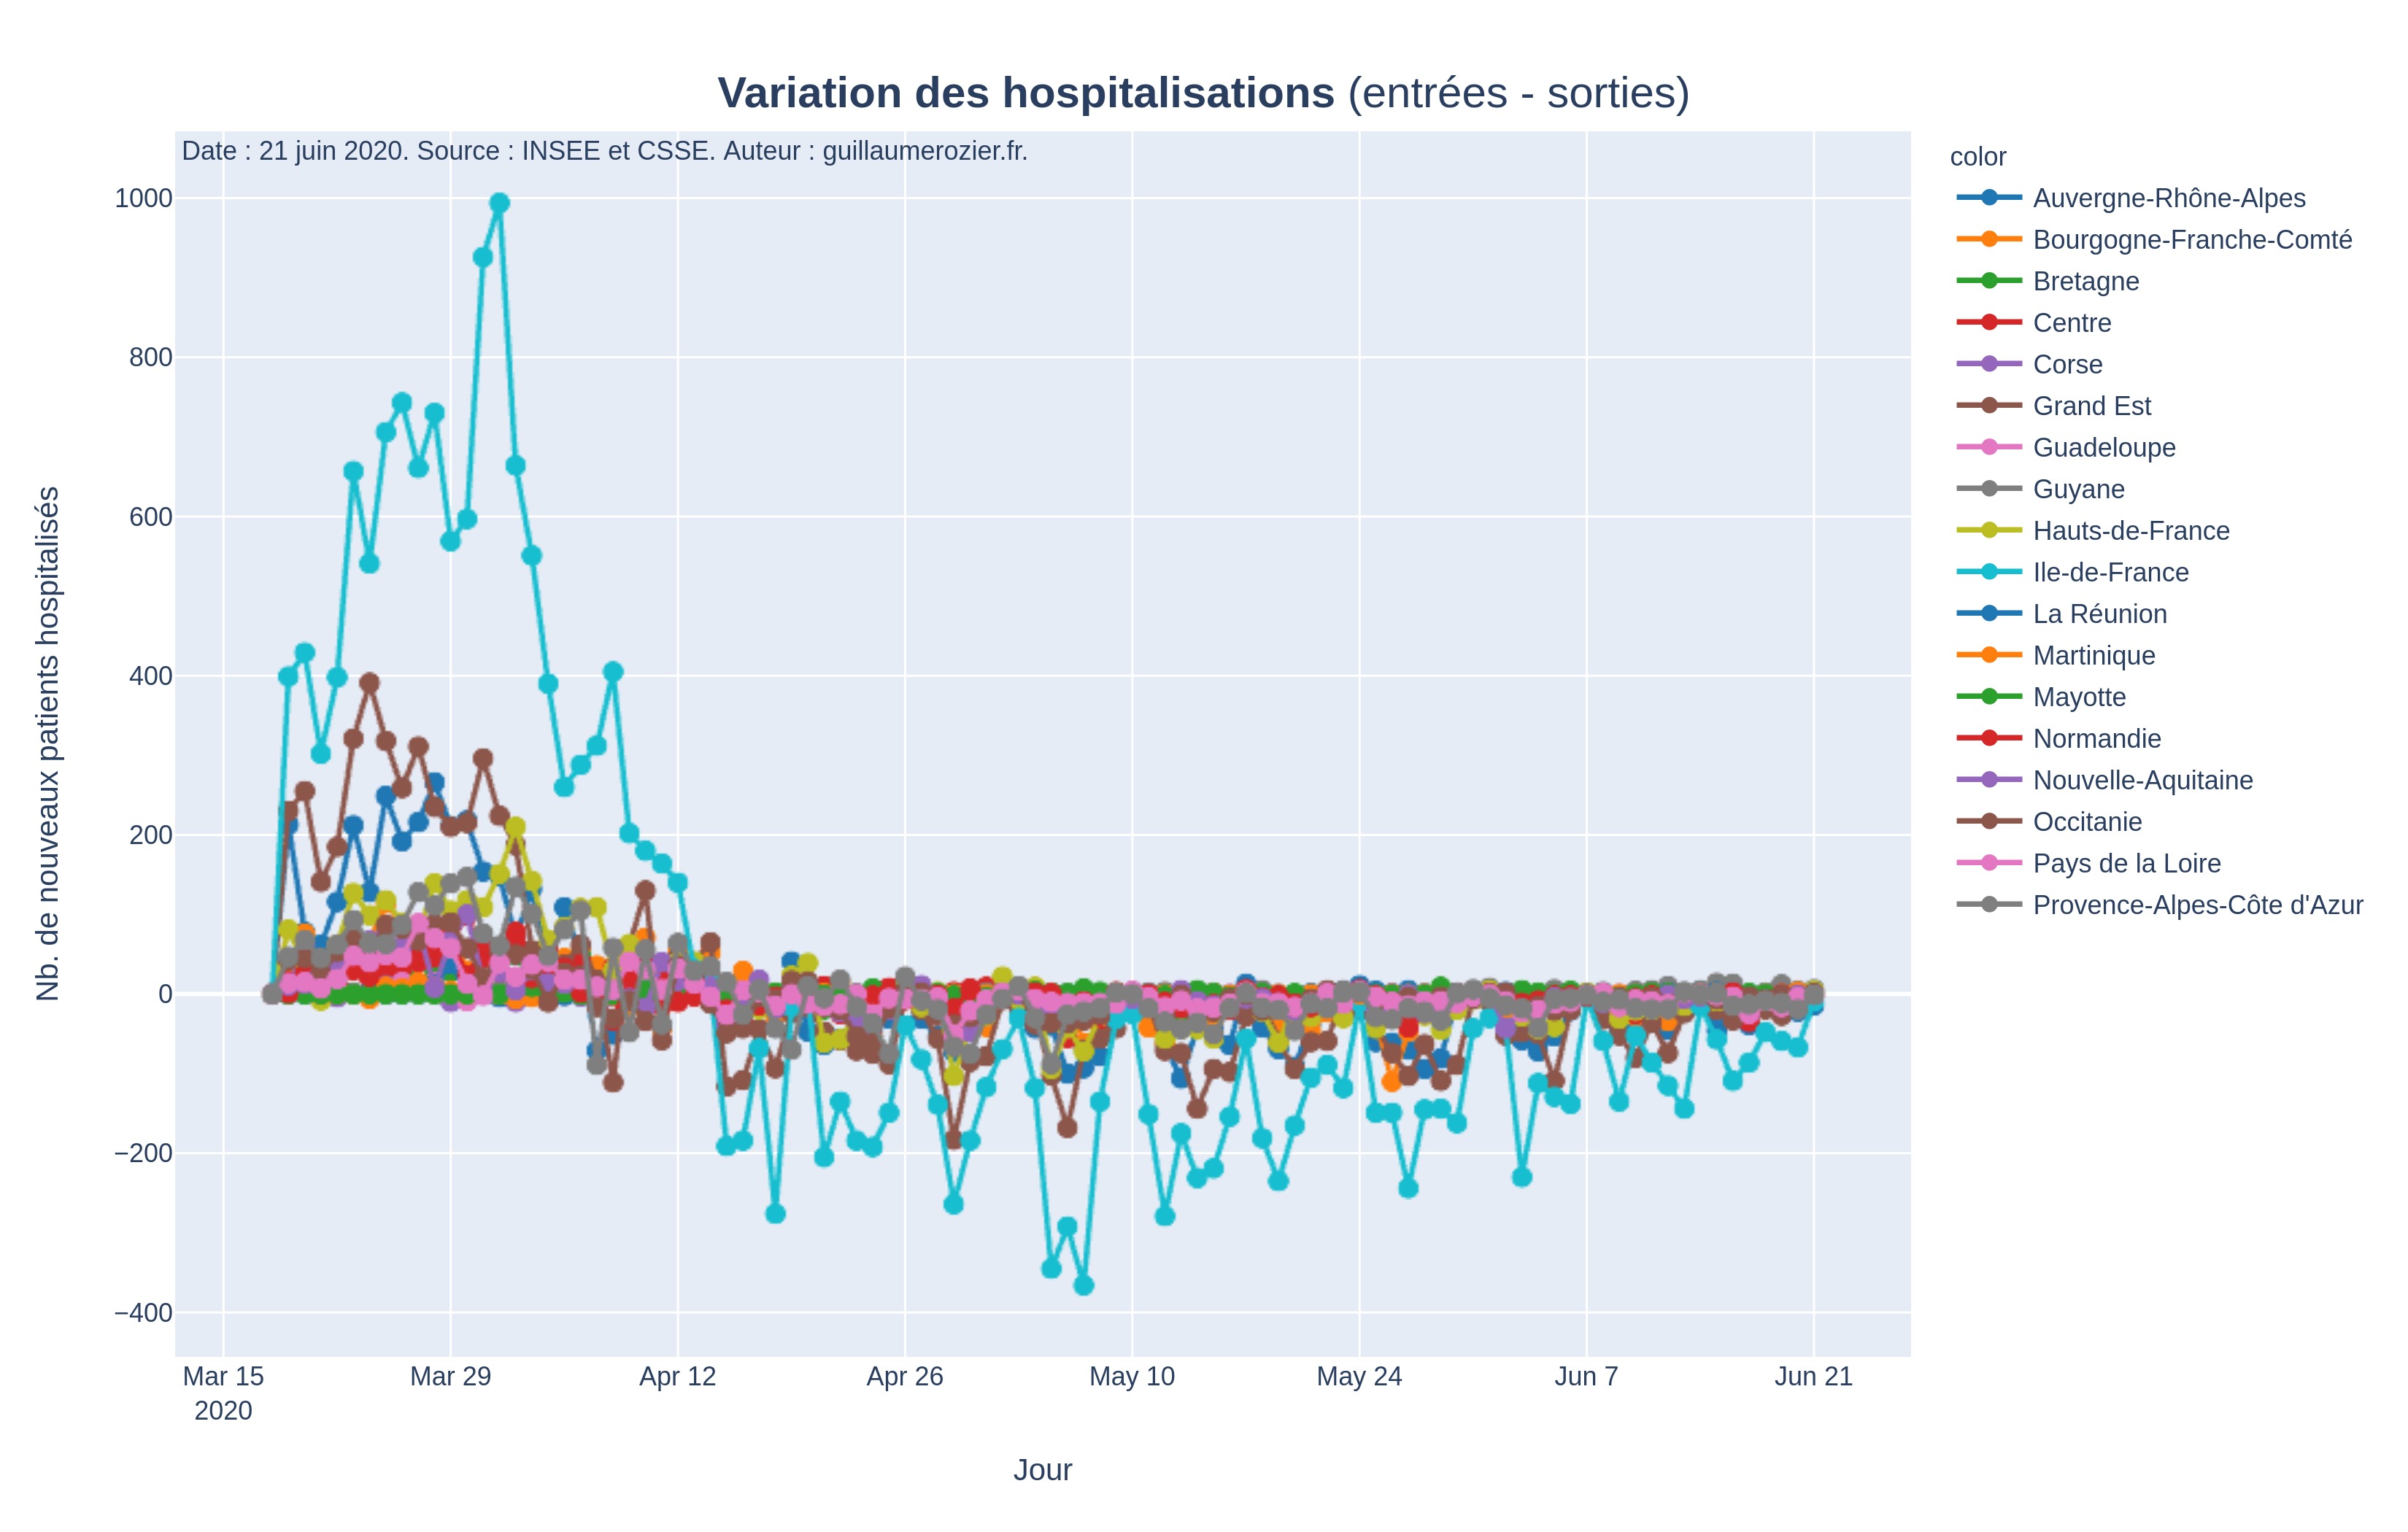 Variation des hospitalisations (entrées - sorties)
Date : 21 juin 2020. Source : INSEE et CSSE. Auteur : guillaumerozier.fr.
Nb. de nouveaux patients hospitalisés
1000
800
600
400
200
0
−200
−400
Mar 15
2020
Mar 29
Apr 12
Apr 26
May 10
May 24
Jun 7
Jun 21
Jour
color
Auvergne-Rhône-Alpes
Bourgogne-Franche-Comté
Bretagne
Centre
Corse
Grand Est
Guadeloupe
Guyane
Hauts-de-France
Ile-de-France
La Réunion
Martinique
Mayotte
Normandie
Nouvelle-Aquitaine
Occitanie
Pays de la Loire
Provence-Alpes-Côte d'Azur